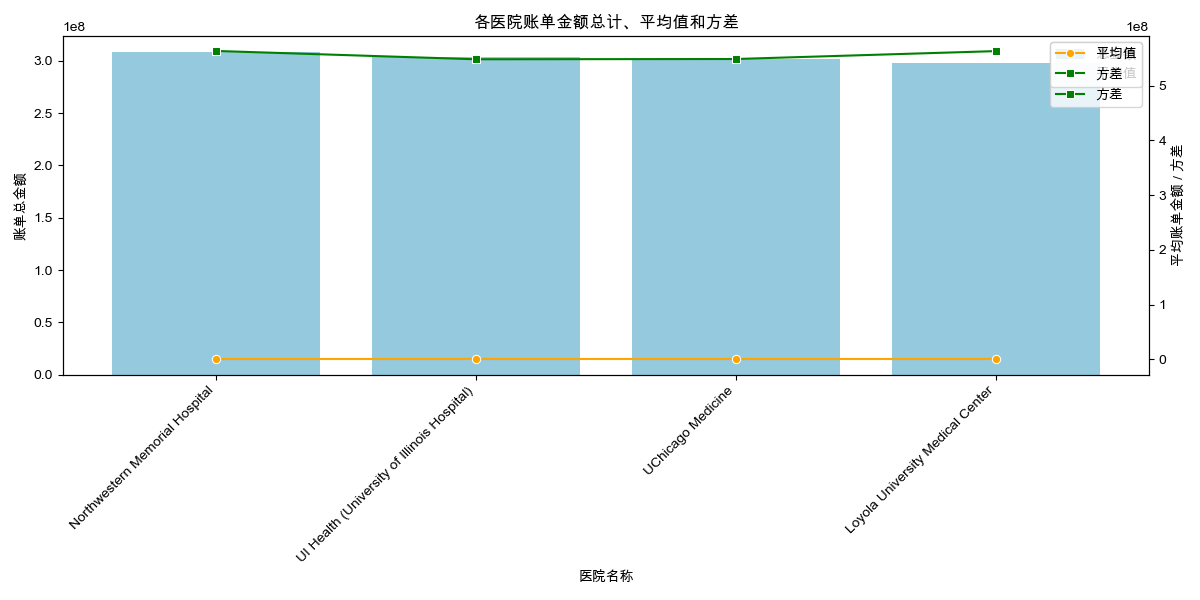 各医院账单金额总计、平均值和方差
1e8
1e8
平均值
方差
值
方差
3.0
2.5
2.0
1.5
1.0
0.5
0.0
账单总金额
5
4
3
2
1
0
平均账单金额 / 方差
Northwestern Memorial Hospital
UI Health (University of Illinois Hospital)
UChicago Medicine
Loyola University Medical Center
医院名称